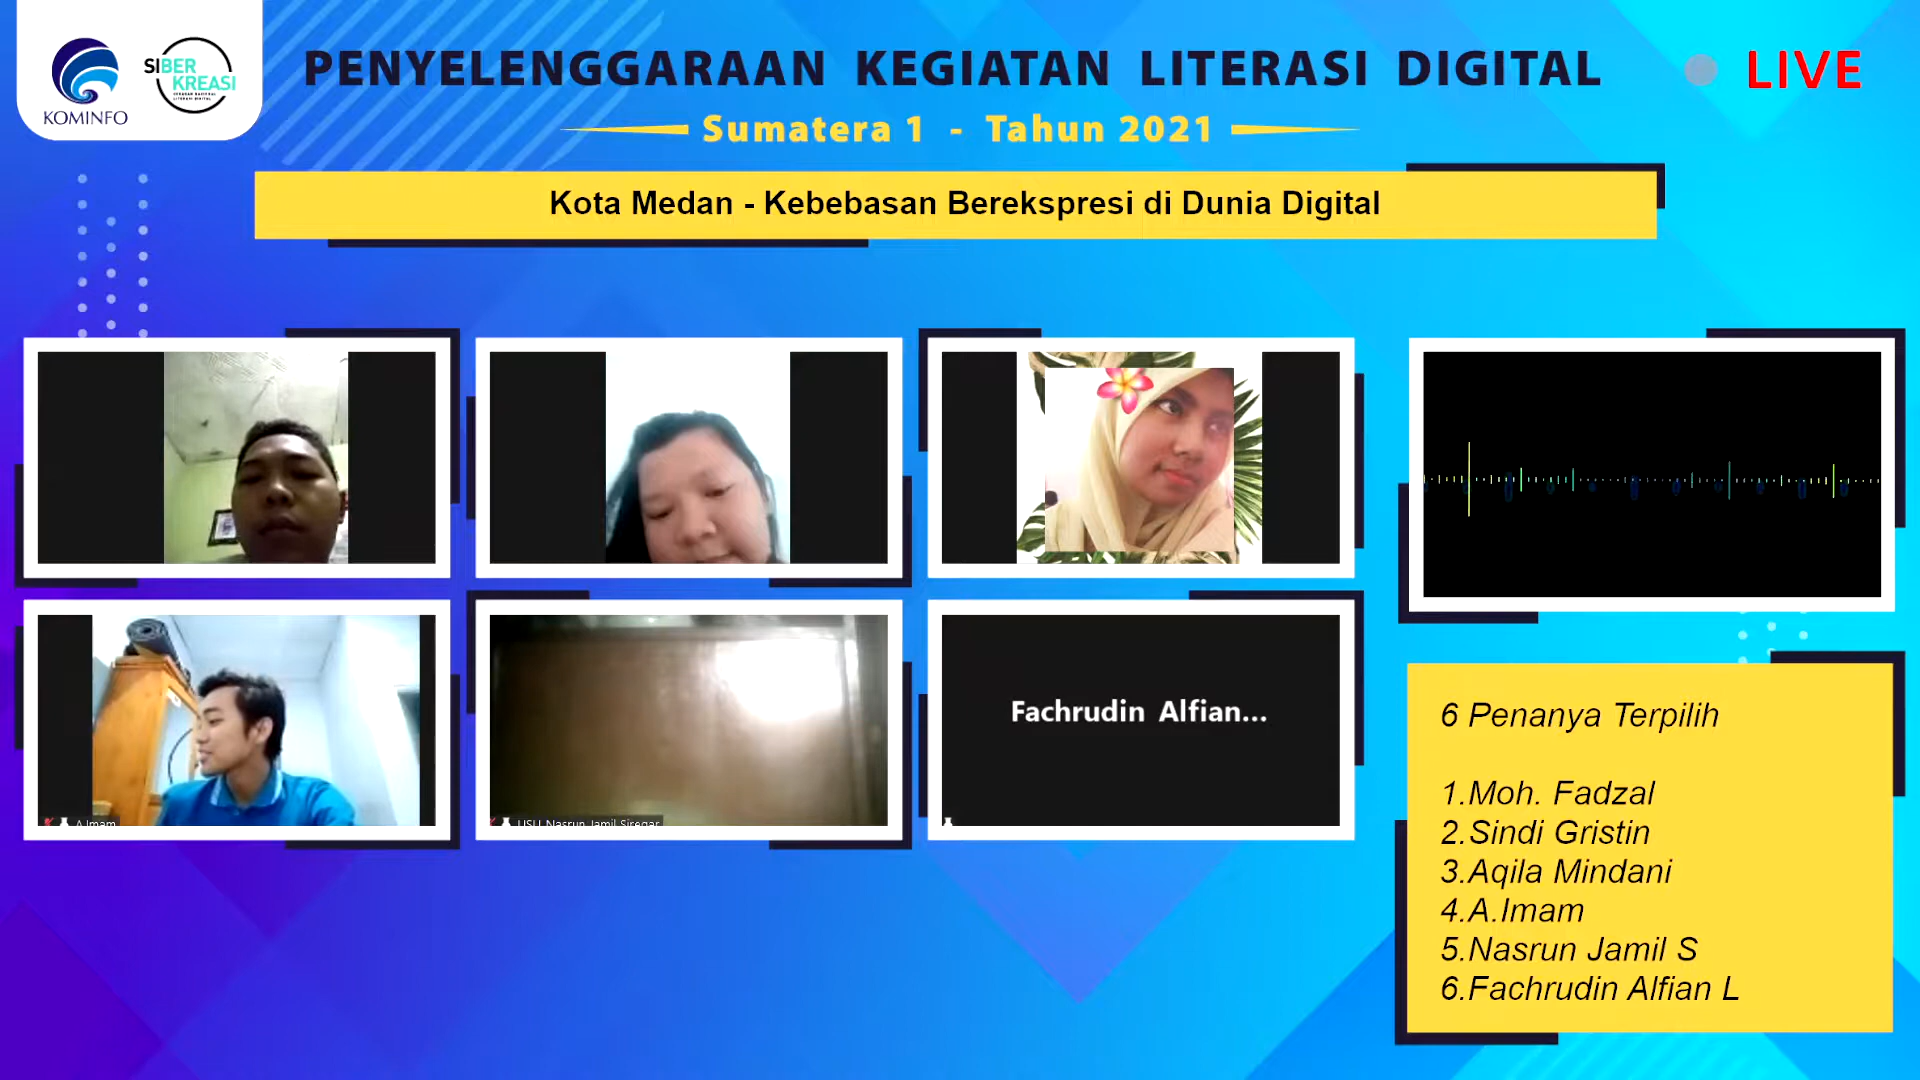 KOMINFO
SIBER
KREASI
PENYELENGGARAAN KEGIATAN LITERASI DIGITAL
LIVE
Sumatera 1 - Tahun 2021
Kota Medan - Kebebasan Berekspresi di Dunia Digital
A.Imam
USU_Nasrun Jamil Siregar
Fachrudin Alfian...
6 Penanya Terpilih
1.Moh. Fadzal
2.Sindi Gristin
3.Aqila Mindani
4.A.Imam
5.Nasrun Jamil S
6.Fachrudin Alfian L